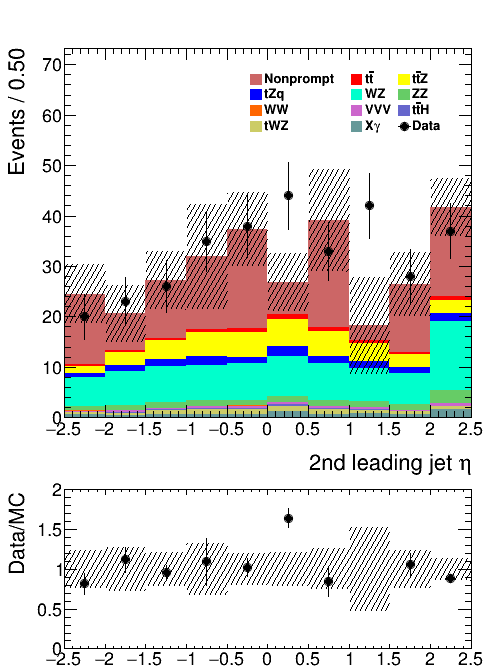 Events / 0.50
70
60
50
40
30
20
10
0
Nonprompt tt̄ tt̄Z
tZq WZ ZZ
WW VVV tt̄H
tWZ Xγ Data
−2.5 −2 −1.5 −1 −0.5 0 0.5 1 1.5 2 2.5
2nd leading jet η
Data/MC
2
1.5
1
0.5
0
−2.5 −2 −1.5 −1 −0.5 0 0.5 1 1.5 2 2.5